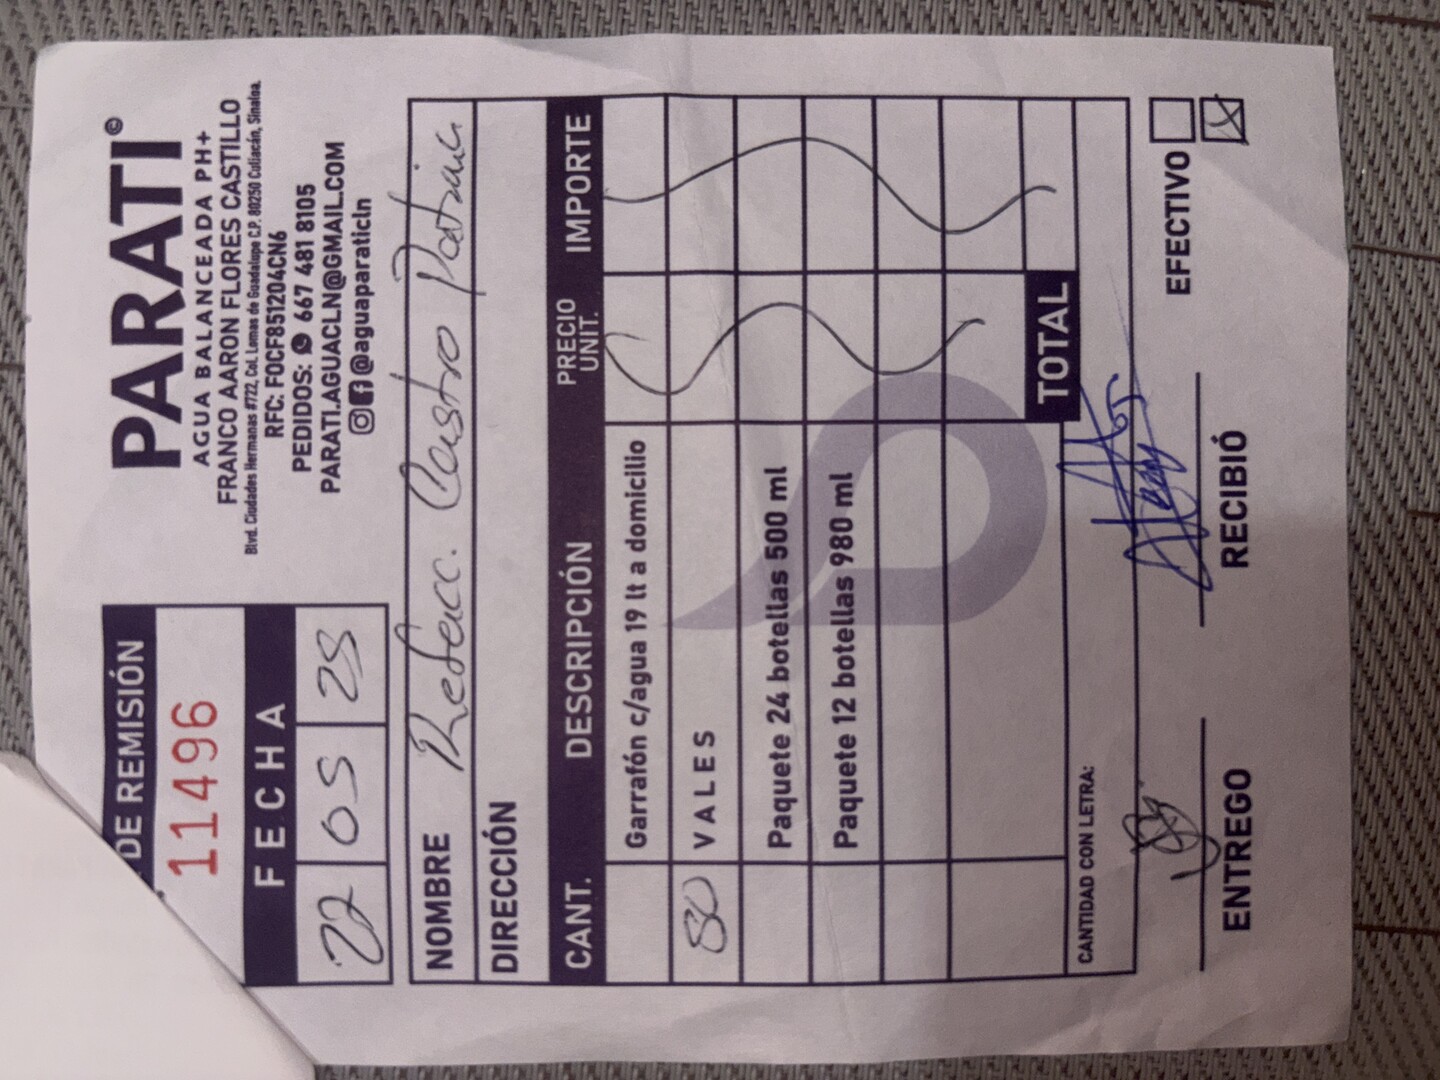 PARATI©
AGUA BALANCEADA PH+
FRANCO AARON FLORES CASTILLO
Blvd. Ciudades Hermanas #722, Col. Lomas de Guadalupe C.P. 80250 Culiacán, Sinaloa.
RFC: FOCF851204CN6
PEDIDOS: 667 481 8105
PARATI.AGUACLN@GMAIL.COM
@aguaparaticln
DE REMISIÓN
11496
FECHA
22 05 25
NOMBRE Rebeca Castro Patricia
DIRECCIÓN
CANT. DESCRIPCIÓN PRECIO UNIT. IMPORTE
Garrafón c/agua 19 lt a domicilio
80 VALES
Paquete 24 botellas 500 ml
Paquete 12 botellas 980 ml
TOTAL
CANTIDAD CON LETRA:
ENTREGO RECIBIÓ EFECTIVO